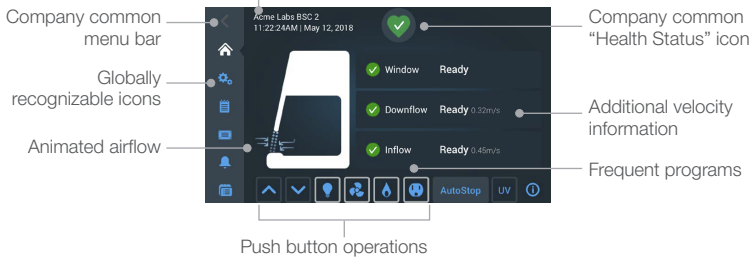 Company common
menu bar
Globally
recognizable icons
Animated airflow
Acme Labs BSC 2
11:22:24AM | May 12, 2018
Window Ready
Downflow Ready 0.32m/s
Inflow Ready 0.45m/s
AutoStop UV
Company common
“Health Status” icon
Additional velocity
information
Frequent programs
Push button operations